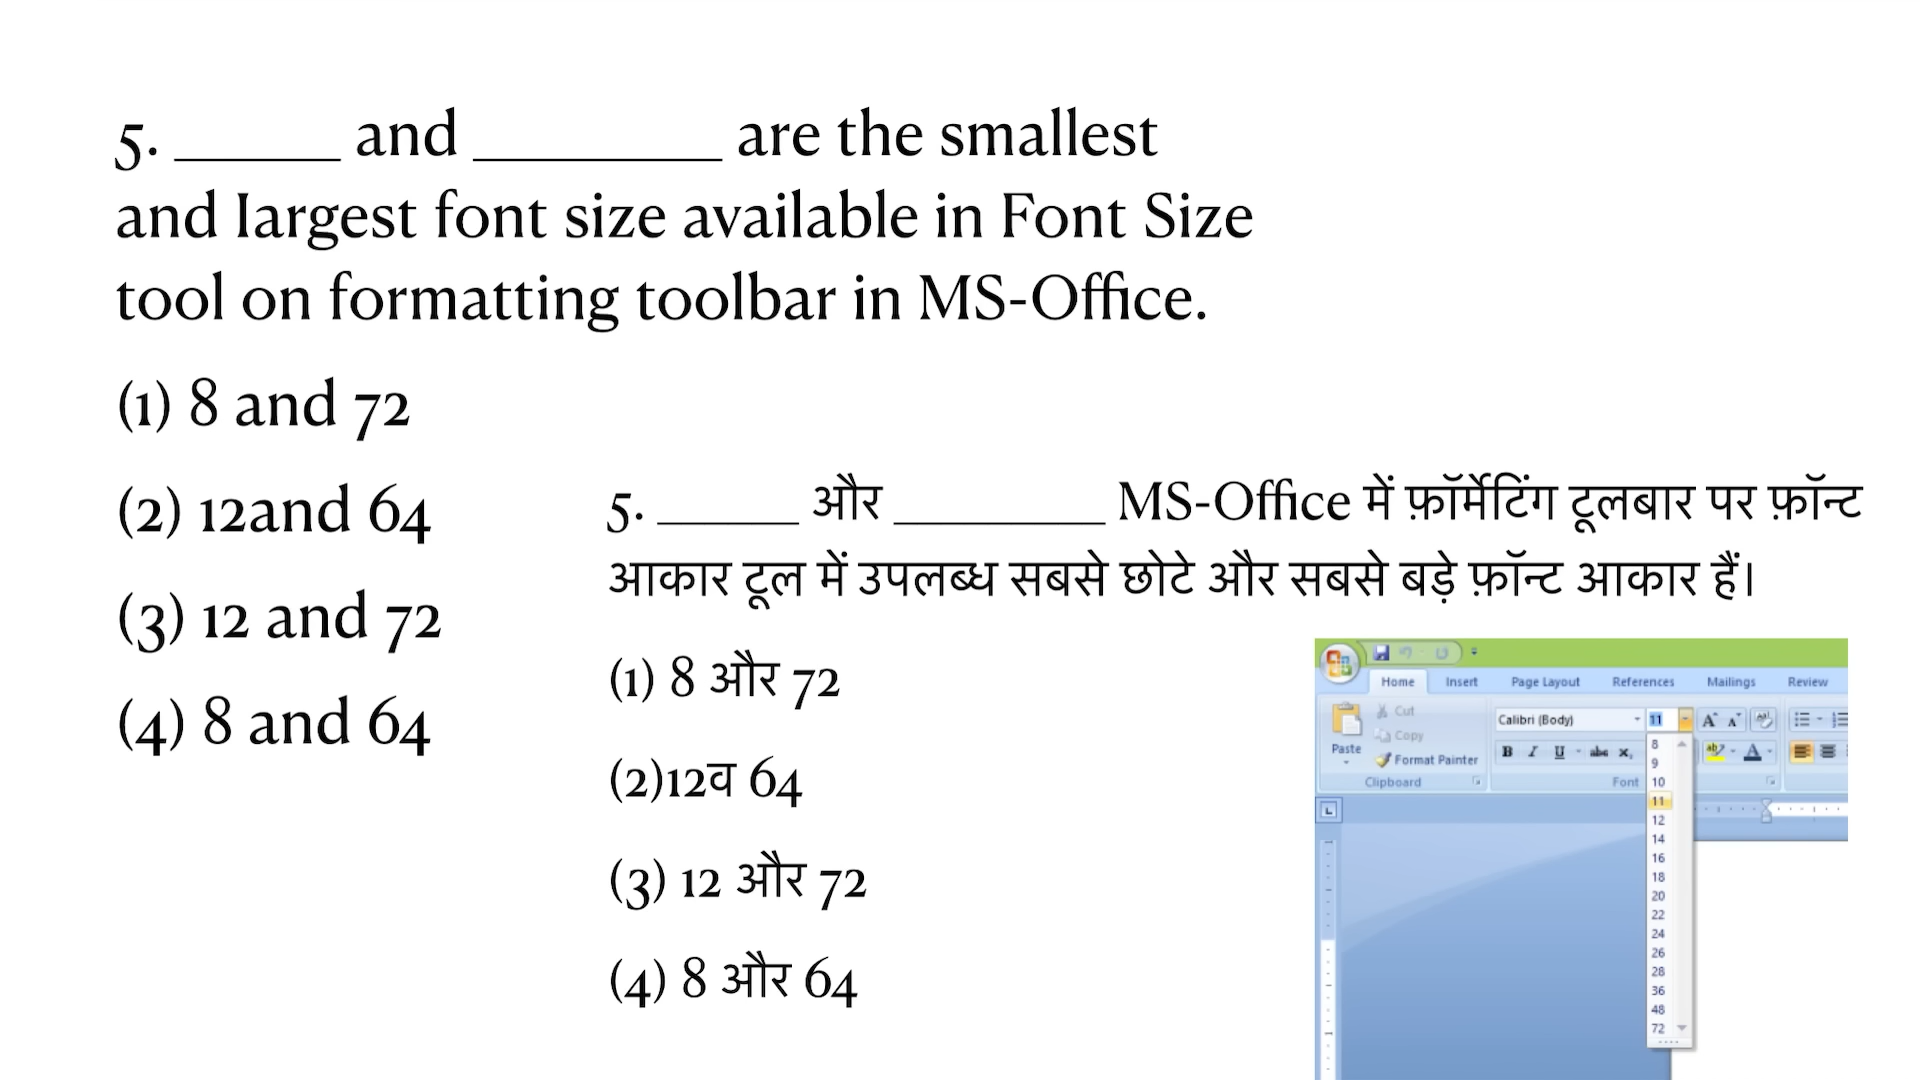 5. ______ and _________ are the smallest
and largest font size available in Font Size
tool on formatting toolbar in MS-Office.
(1) 8 and 72
(2) 12and 64
(3) 12 and 72
(4) 8 and 64
5. ______ और _________ MS-Office में फ़ॉर्मेटिंग टूलबार पर फ़ॉन्ट
आकार टूल में उपलब्ध सबसे छोटे और सबसे बड़े फ़ॉन्ट आकार हैं।
(1) 8 और 72
(2)12व 64
(3) 12 और 72
(4) 8 और 64
Home Insert Page Layout References Mailings Review
Cut
Copy
Format Painter
Paste
Clipboard
Calibri (Body) 11
B I U abc x,
Font
8
9
10
11
12
14
16
18
20
22
24
26
28
36
48
72